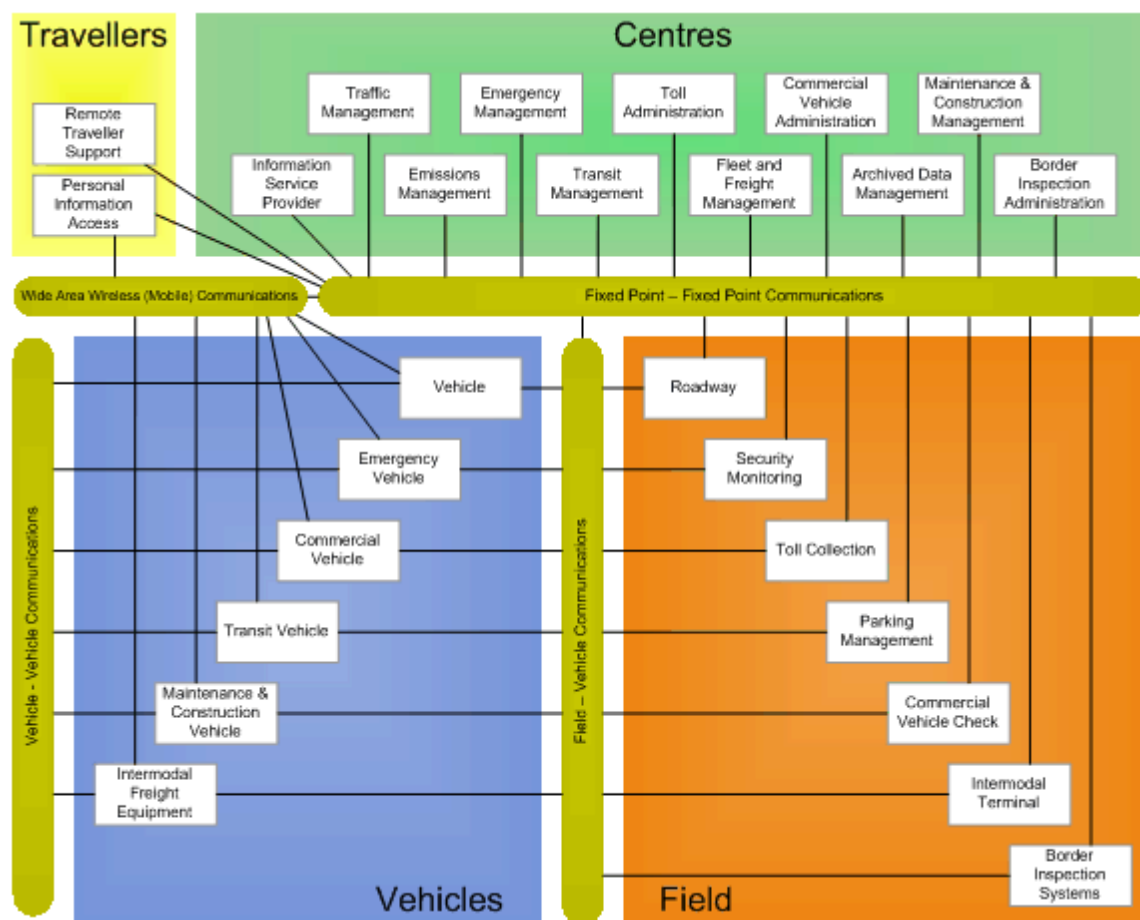 Travellers
Centres
Remote
Traveller
Support
Personal
Information
Access
Traffic
Management
Emergency
Management
Toll
Administration
Commercial
Vehicle
Administration
Maintenance &
Construction
Management
Information
Service
Provider
Emissions
Management
Transit
Management
Fleet and
Freight
Management
Archived Data
Management
Border
Inspection
Administration
Wide Area Wireless (Mobile) Communications
Fixed Point – Fixed Point Communications
Vehicle - Vehicle Communications
Vehicle
Emergency
Vehicle
Commercial
Vehicle
Transit Vehicle
Maintenance &
Construction
Vehicle
Intermodal
Freight
Equipment
Vehicles
Field – Vehicle Communications
Roadway
Security
Monitoring
Toll Collection
Parking
Management
Commercial
Vehicle Check
Intermodal
Terminal
Border
Inspection
Systems
Field